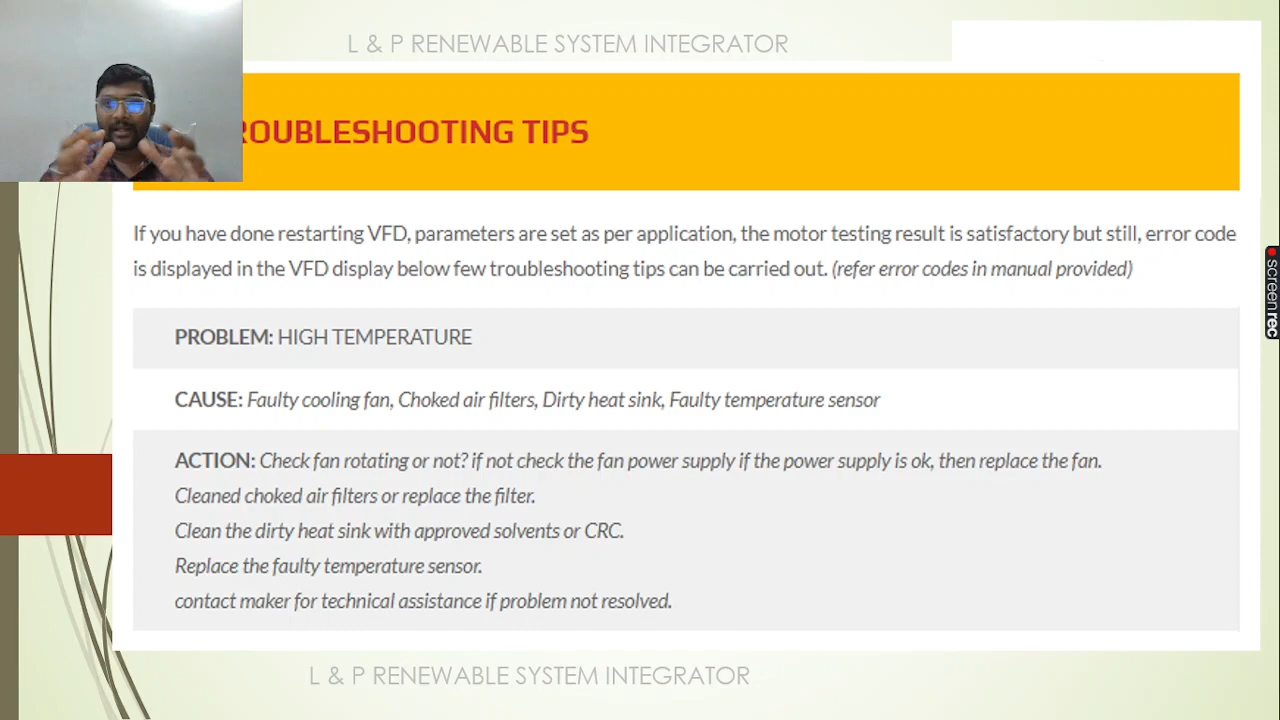 L & P RENEWABLE SYSTEM INTEGRATOR
ROUBLESHOOTING TIPS
If you have done restarting VFD, parameters are set as per application, the motor testing result is satisfactory but still, error code
is displayed in the VFD display below few troubleshooting tips can be carried out. (refer error codes in manual provided)
PROBLEM: HIGH TEMPERATURE
CAUSE: Faulty cooling fan, Choked air filters, Dirty heat sink, Faulty temperature sensor
ACTION: Check fan rotating or not? if not check the fan power supply if the power supply is ok, then replace the fan.
Cleaned choked air filters or replace the filter.
Clean the dirty heat sink with approved solvents or CRC.
Replace the faulty temperature sensor.
contact maker for technical assistance if problem not resolved.
L & P RENEWABLE SYSTEM INTEGRATOR
screenrec